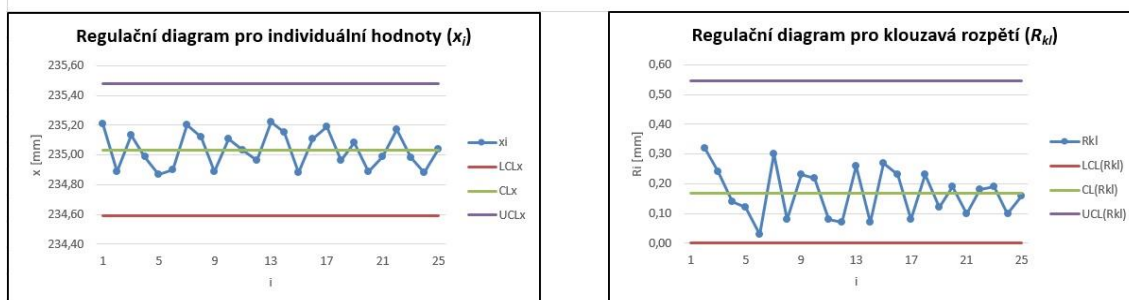 Regulační diagram pro individuální hodnoty (xi)
235,60
235,40
235,20
235,00
234,80
234,60
234,40
x [mm]
1 5 9 13 17 21 25
i
xi
LCLx
CLx
UCLx
Regulační diagram pro klouzavá rozpětí (Rkl)
0,60
0,50
0,40
0,30
0,20
0,10
0,00
Ri [mm]
1 5 9 13 17 21 25
i
Rkl
LCL(Rkl)
CL(Rkl)
UCL(Rkl)